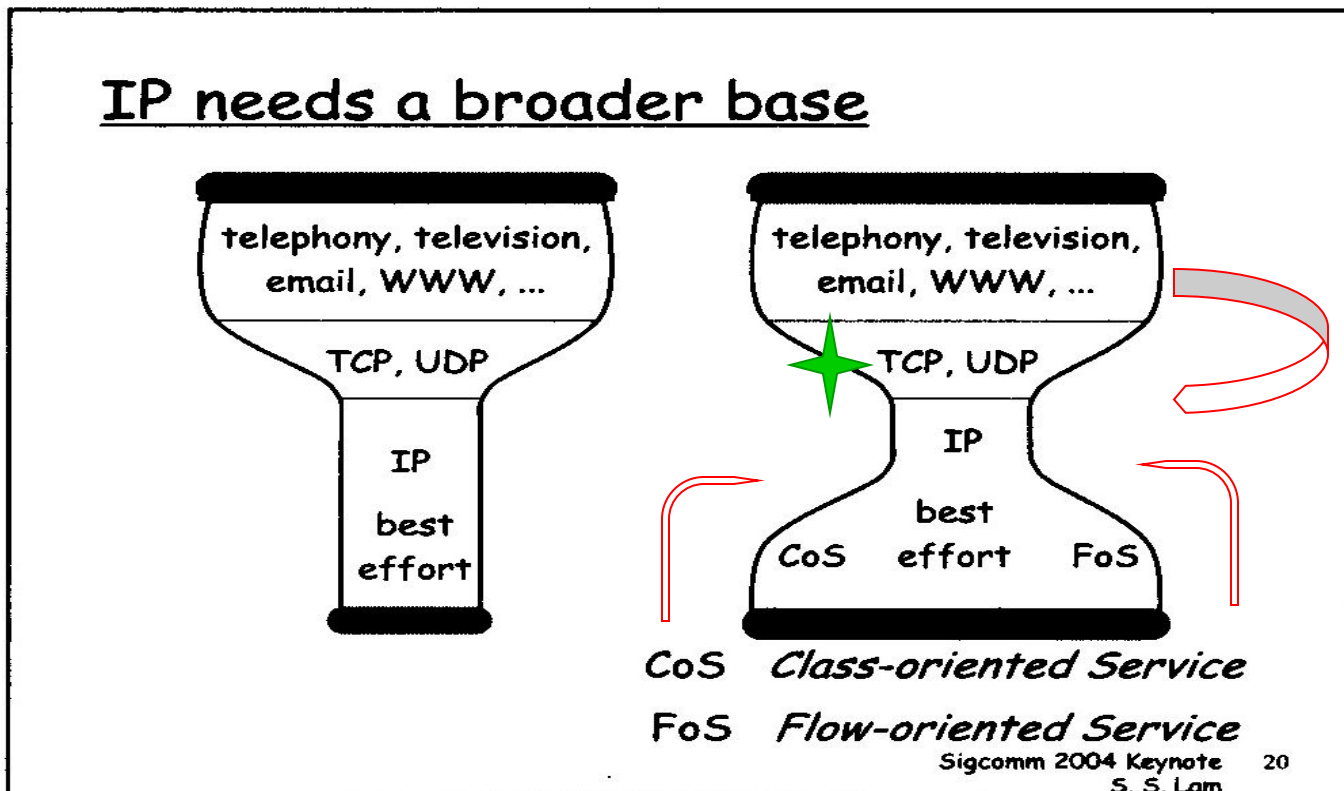 IP needs a broader base
telephony, television,
email, WWW, ...
TCP, UDP
IP
best
effort
telephony, television,
email, WWW, ...
TCP, UDP
IP
best
CoS effort FoS
CoS Class-oriented Service
FoS Flow-oriented Service
Sigcomm 2004 Keynote 20
S. S. Lam